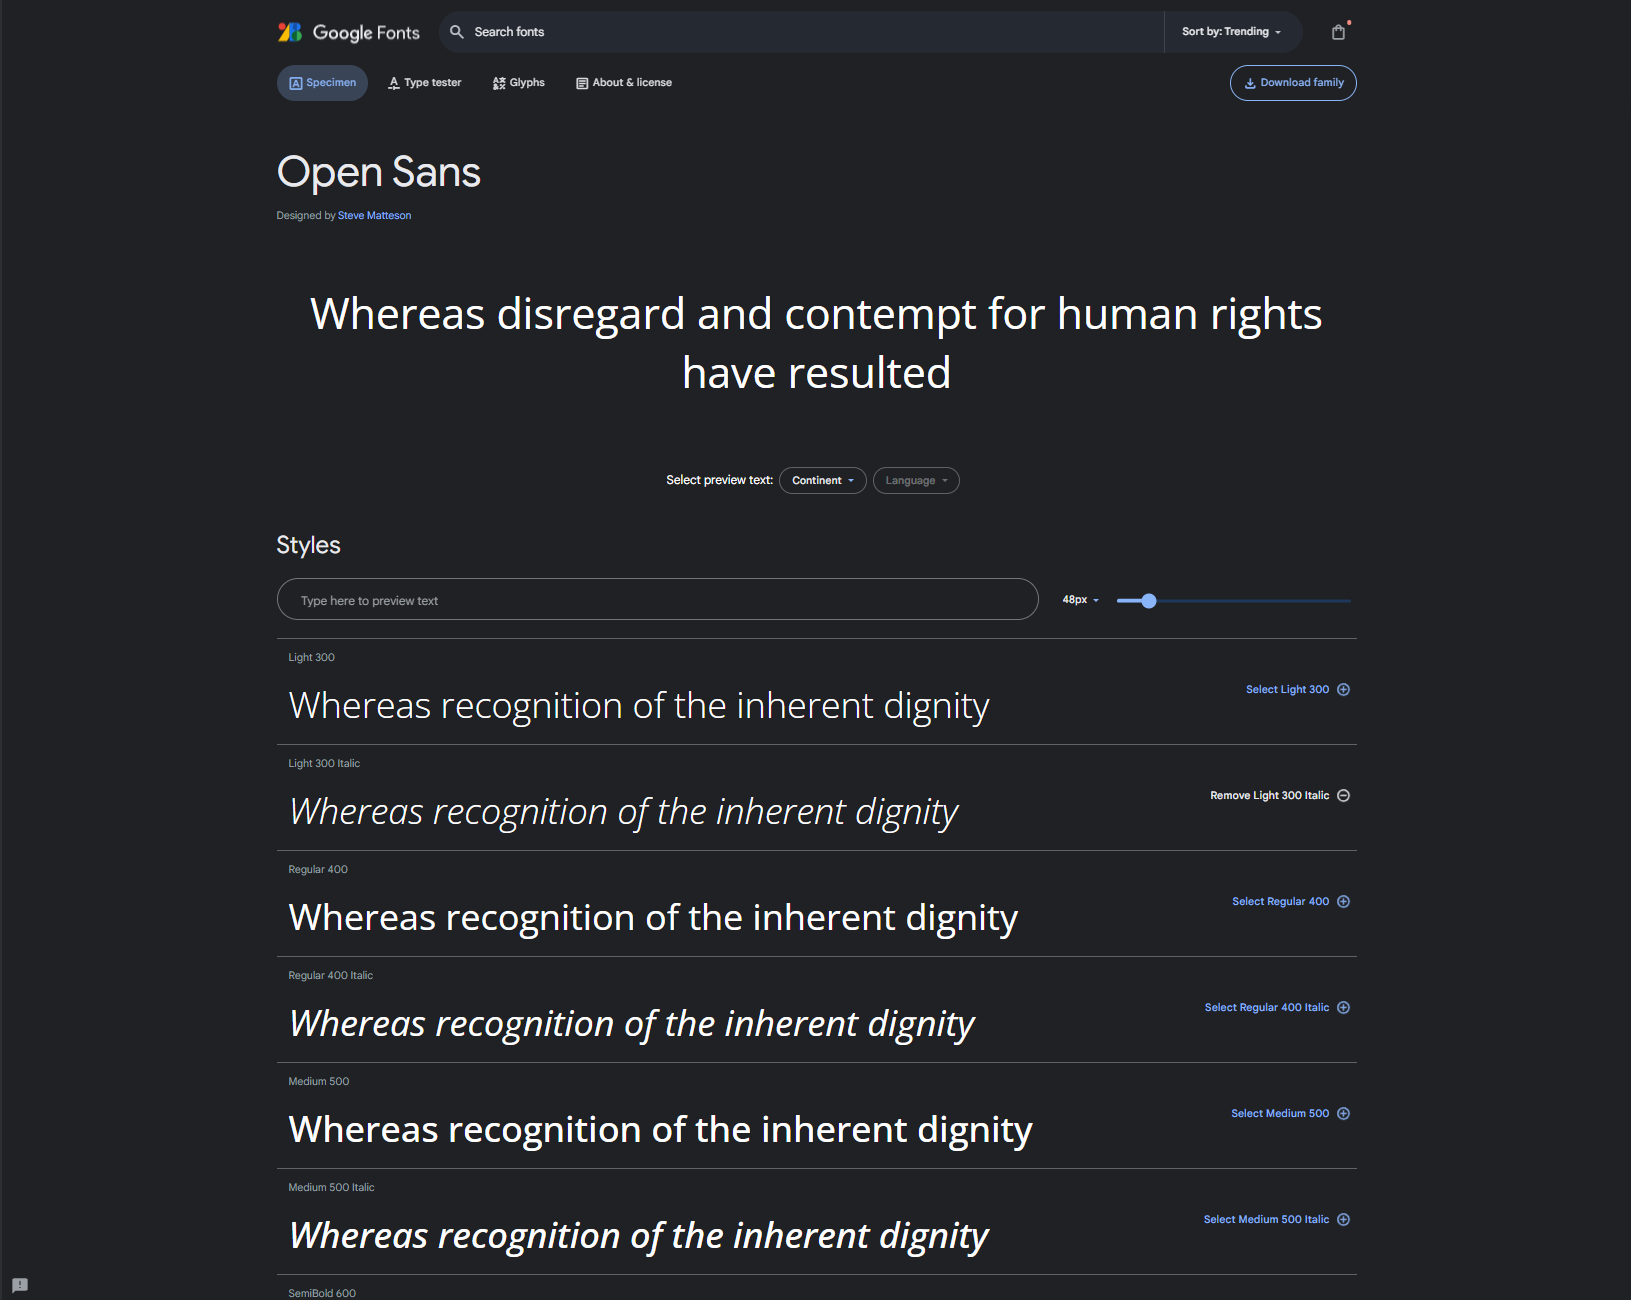 Google Fonts
Search fonts
Sort by: Trending
Specimen
Type tester
Glyphs
About & license
Download family
Open Sans
Designed by Steve Matteson
Whereas disregard and contempt for human rights
have resulted
Select preview text:
Continent
Language
Styles
Type here to preview text
48px
Light 300
Whereas recognition of the inherent dignity
Select Light 300
Light 300 Italic
Whereas recognition of the inherent dignity
Remove Light 300 Italic
Regular 400
Whereas recognition of the inherent dignity
Select Regular 400
Regular 400 Italic
Whereas recognition of the inherent dignity
Select Regular 400 Italic
Medium 500
Whereas recognition of the inherent dignity
Select Medium 500
Medium 500 Italic
Whereas recognition of the inherent dignity
Select Medium 500 Italic
SemiBold 600